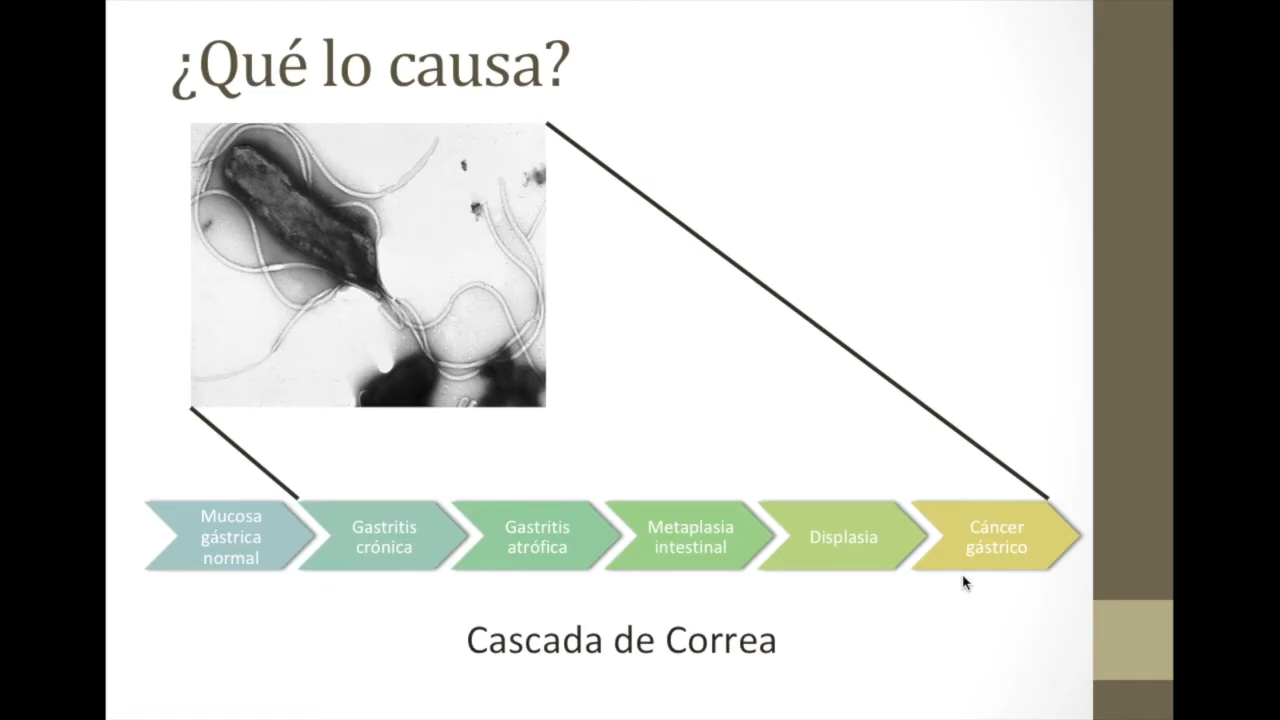 ¿Qué lo causa?
Mucosa
gástrica
normal
Gastritis
crónica
Gastritis
atrófica
Metaplasia
intestinal
Displasia
Cáncer
gástrico
Cascada de Correa